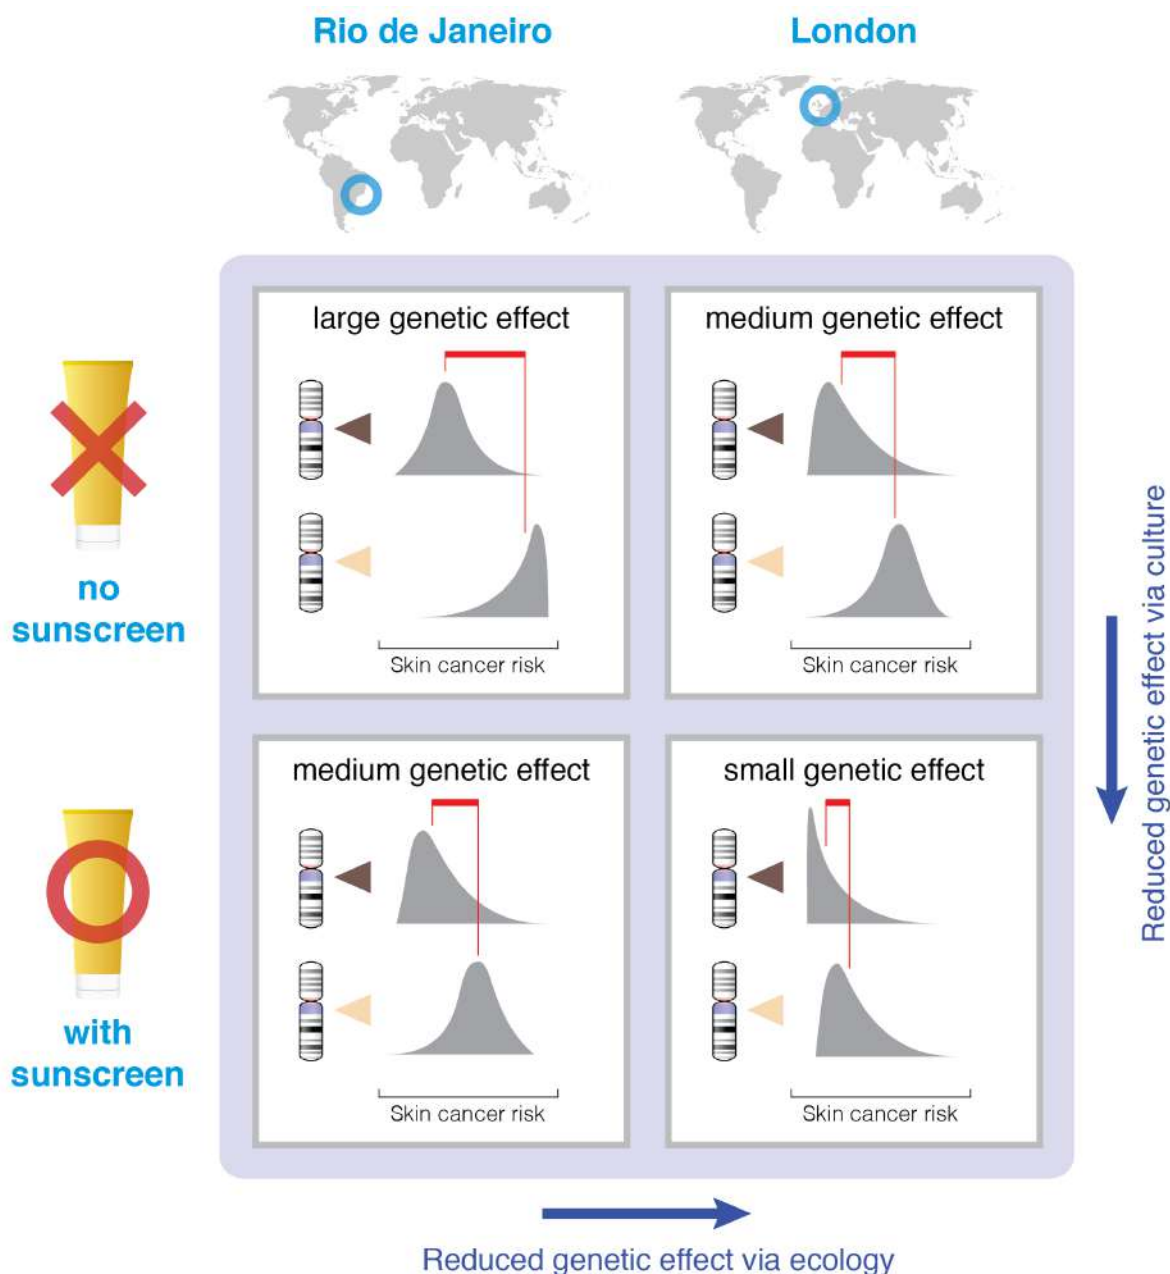 Rio de Janeiro
London
large genetic effect
medium genetic effect
no
sunscreen
Skin cancer risk
Skin cancer risk
medium genetic effect
small genetic effect
with
sunscreen
Skin cancer risk
Skin cancer risk
Reduced genetic effect via culture
Reduced genetic effect via ecology